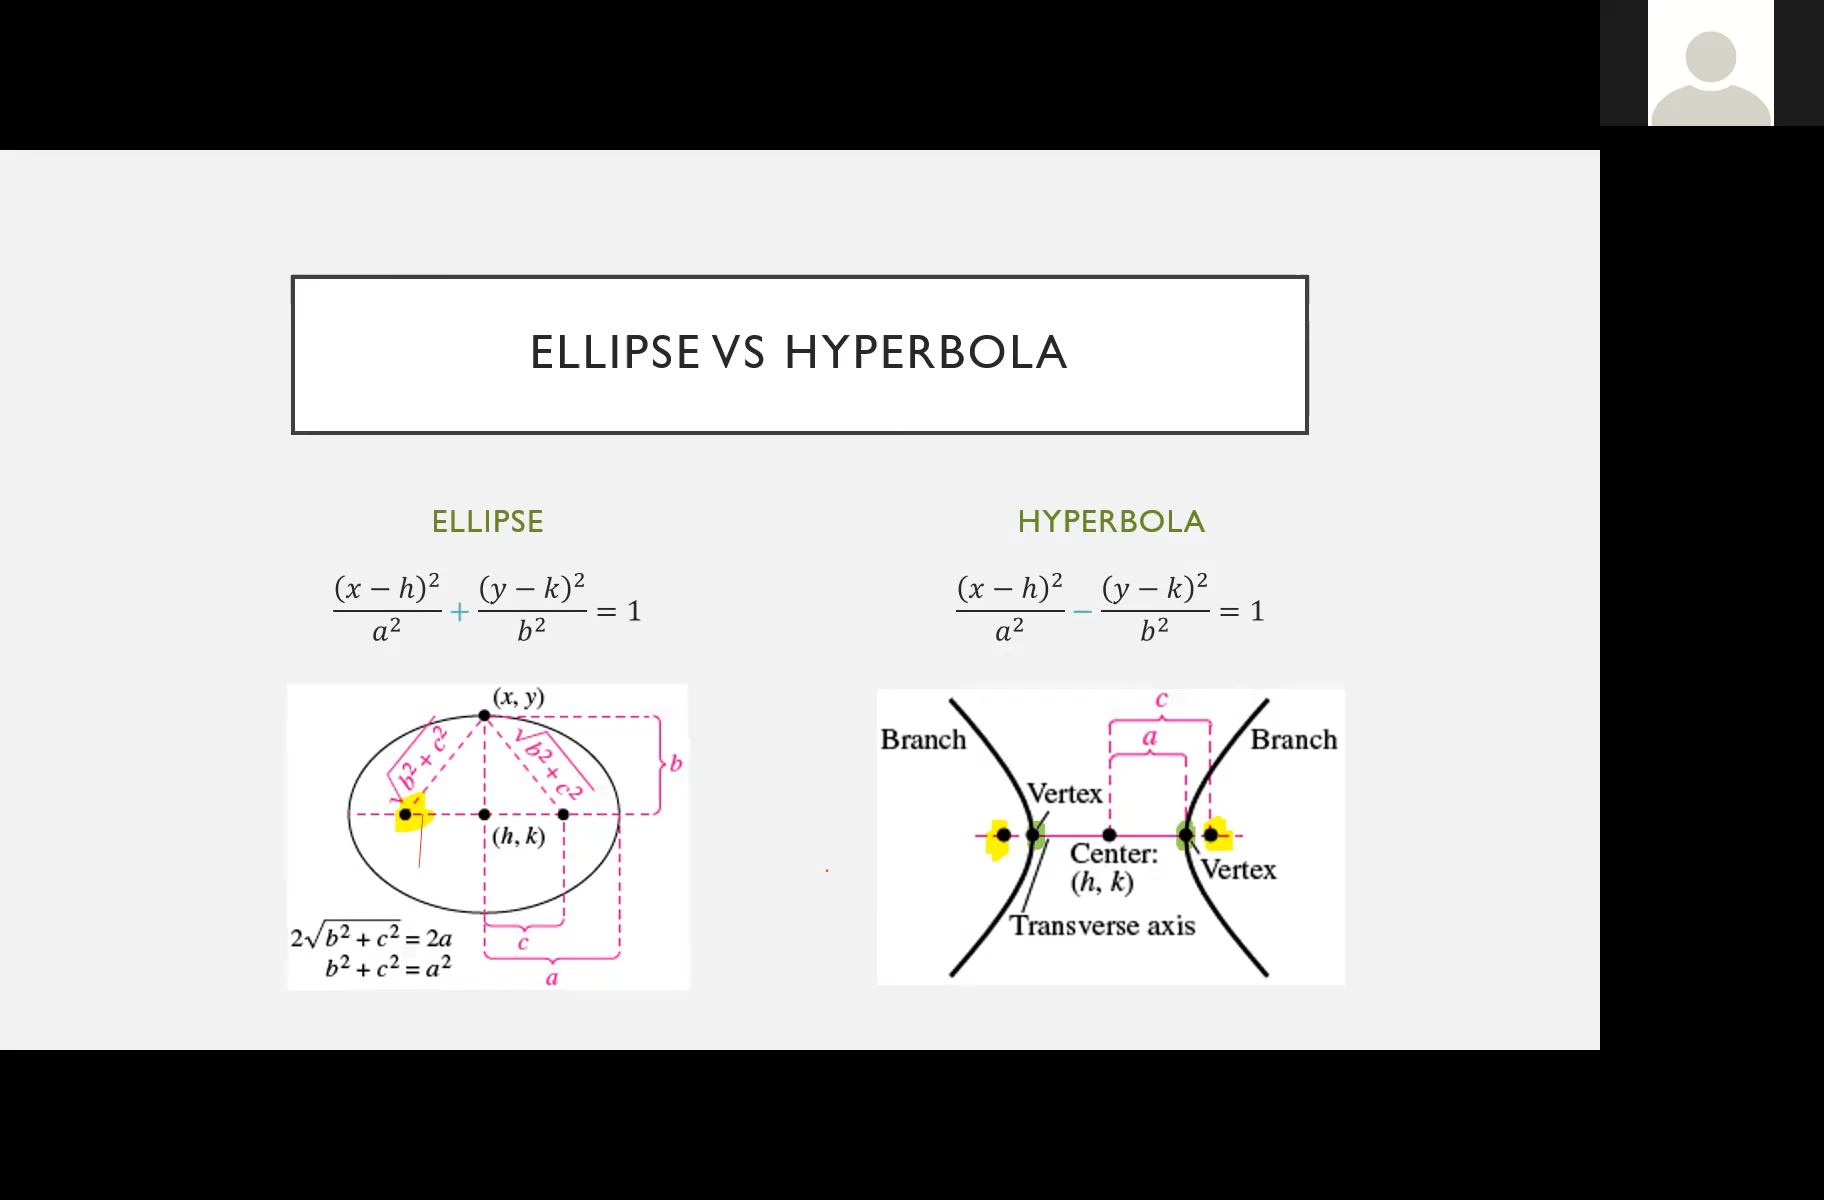 ELLIPSE VS HYPERBOLA
ELLIPSE
(x − h)²/a² + (y − k)²/b² = 1
(x, y)
√b² + c²
√b² + c²
b
(h, k)
c
a
2√b² + c² = 2a
b² + c² = a²
HYPERBOLA
(x − h)²/a² − (y − k)²/b² = 1
c
a
Branch
Branch
Vertex
Center:
(h, k)
Vertex
Transverse axis